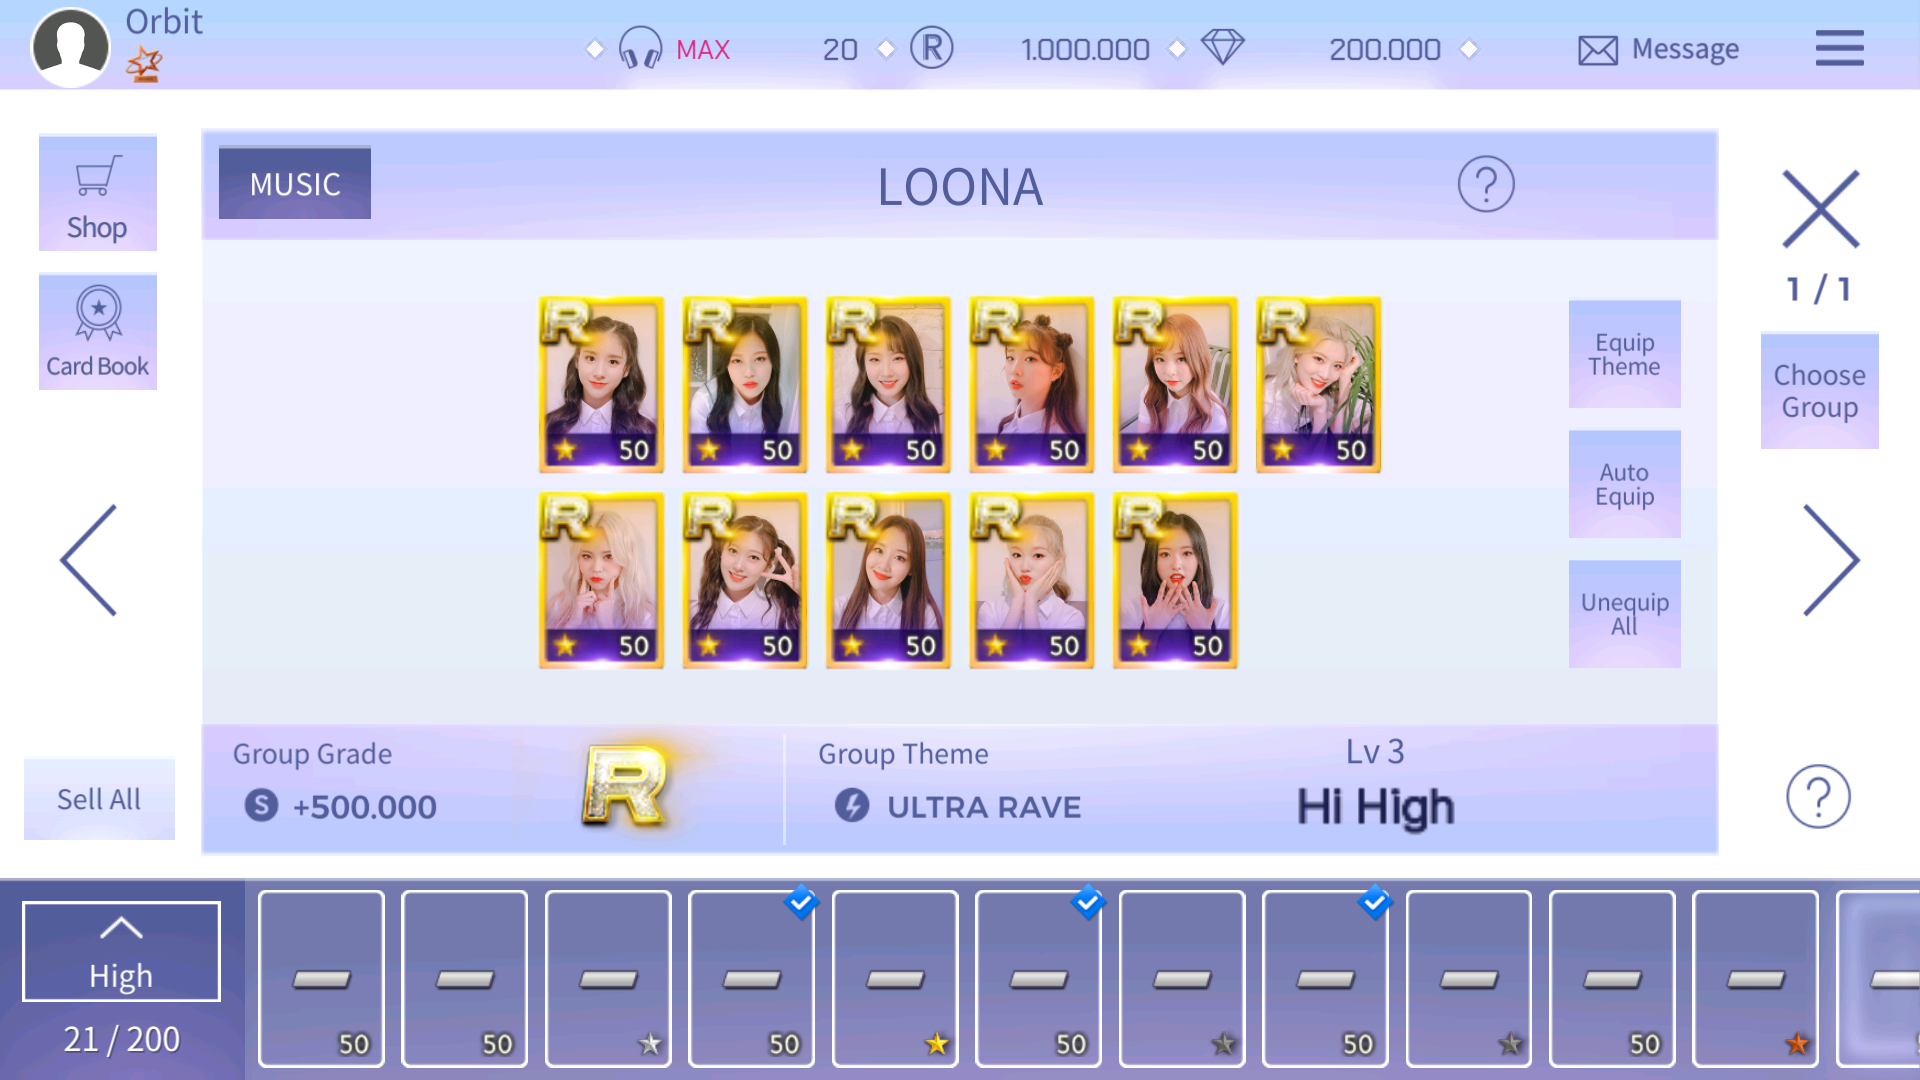 Orbit
MAX
20
R
1.000.000
200.000
Message
Shop
MUSIC
LOONA
?
1 / 1
Card Book
R R R R R R
50 50 50 50 50 50
Equip
Theme
Choose
Group
Auto
Equip
R R R R R
50 50 50 50 50
Unequip
All
Sell All
Group Grade
S +500.000
R
Group Theme
ULTRA RAVE
Lv 3
Hi High
?
High
21 / 200
50 50 50 50 50 50